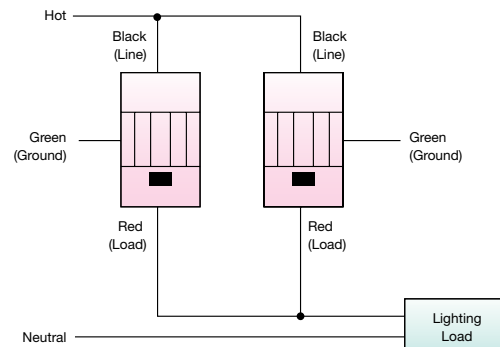 Hot
Black
(Line)
Black
(Line)
Green
(Ground)
Green
(Ground)
Red
(Load)
Red
(Load)
Lighting
Load
Neutral